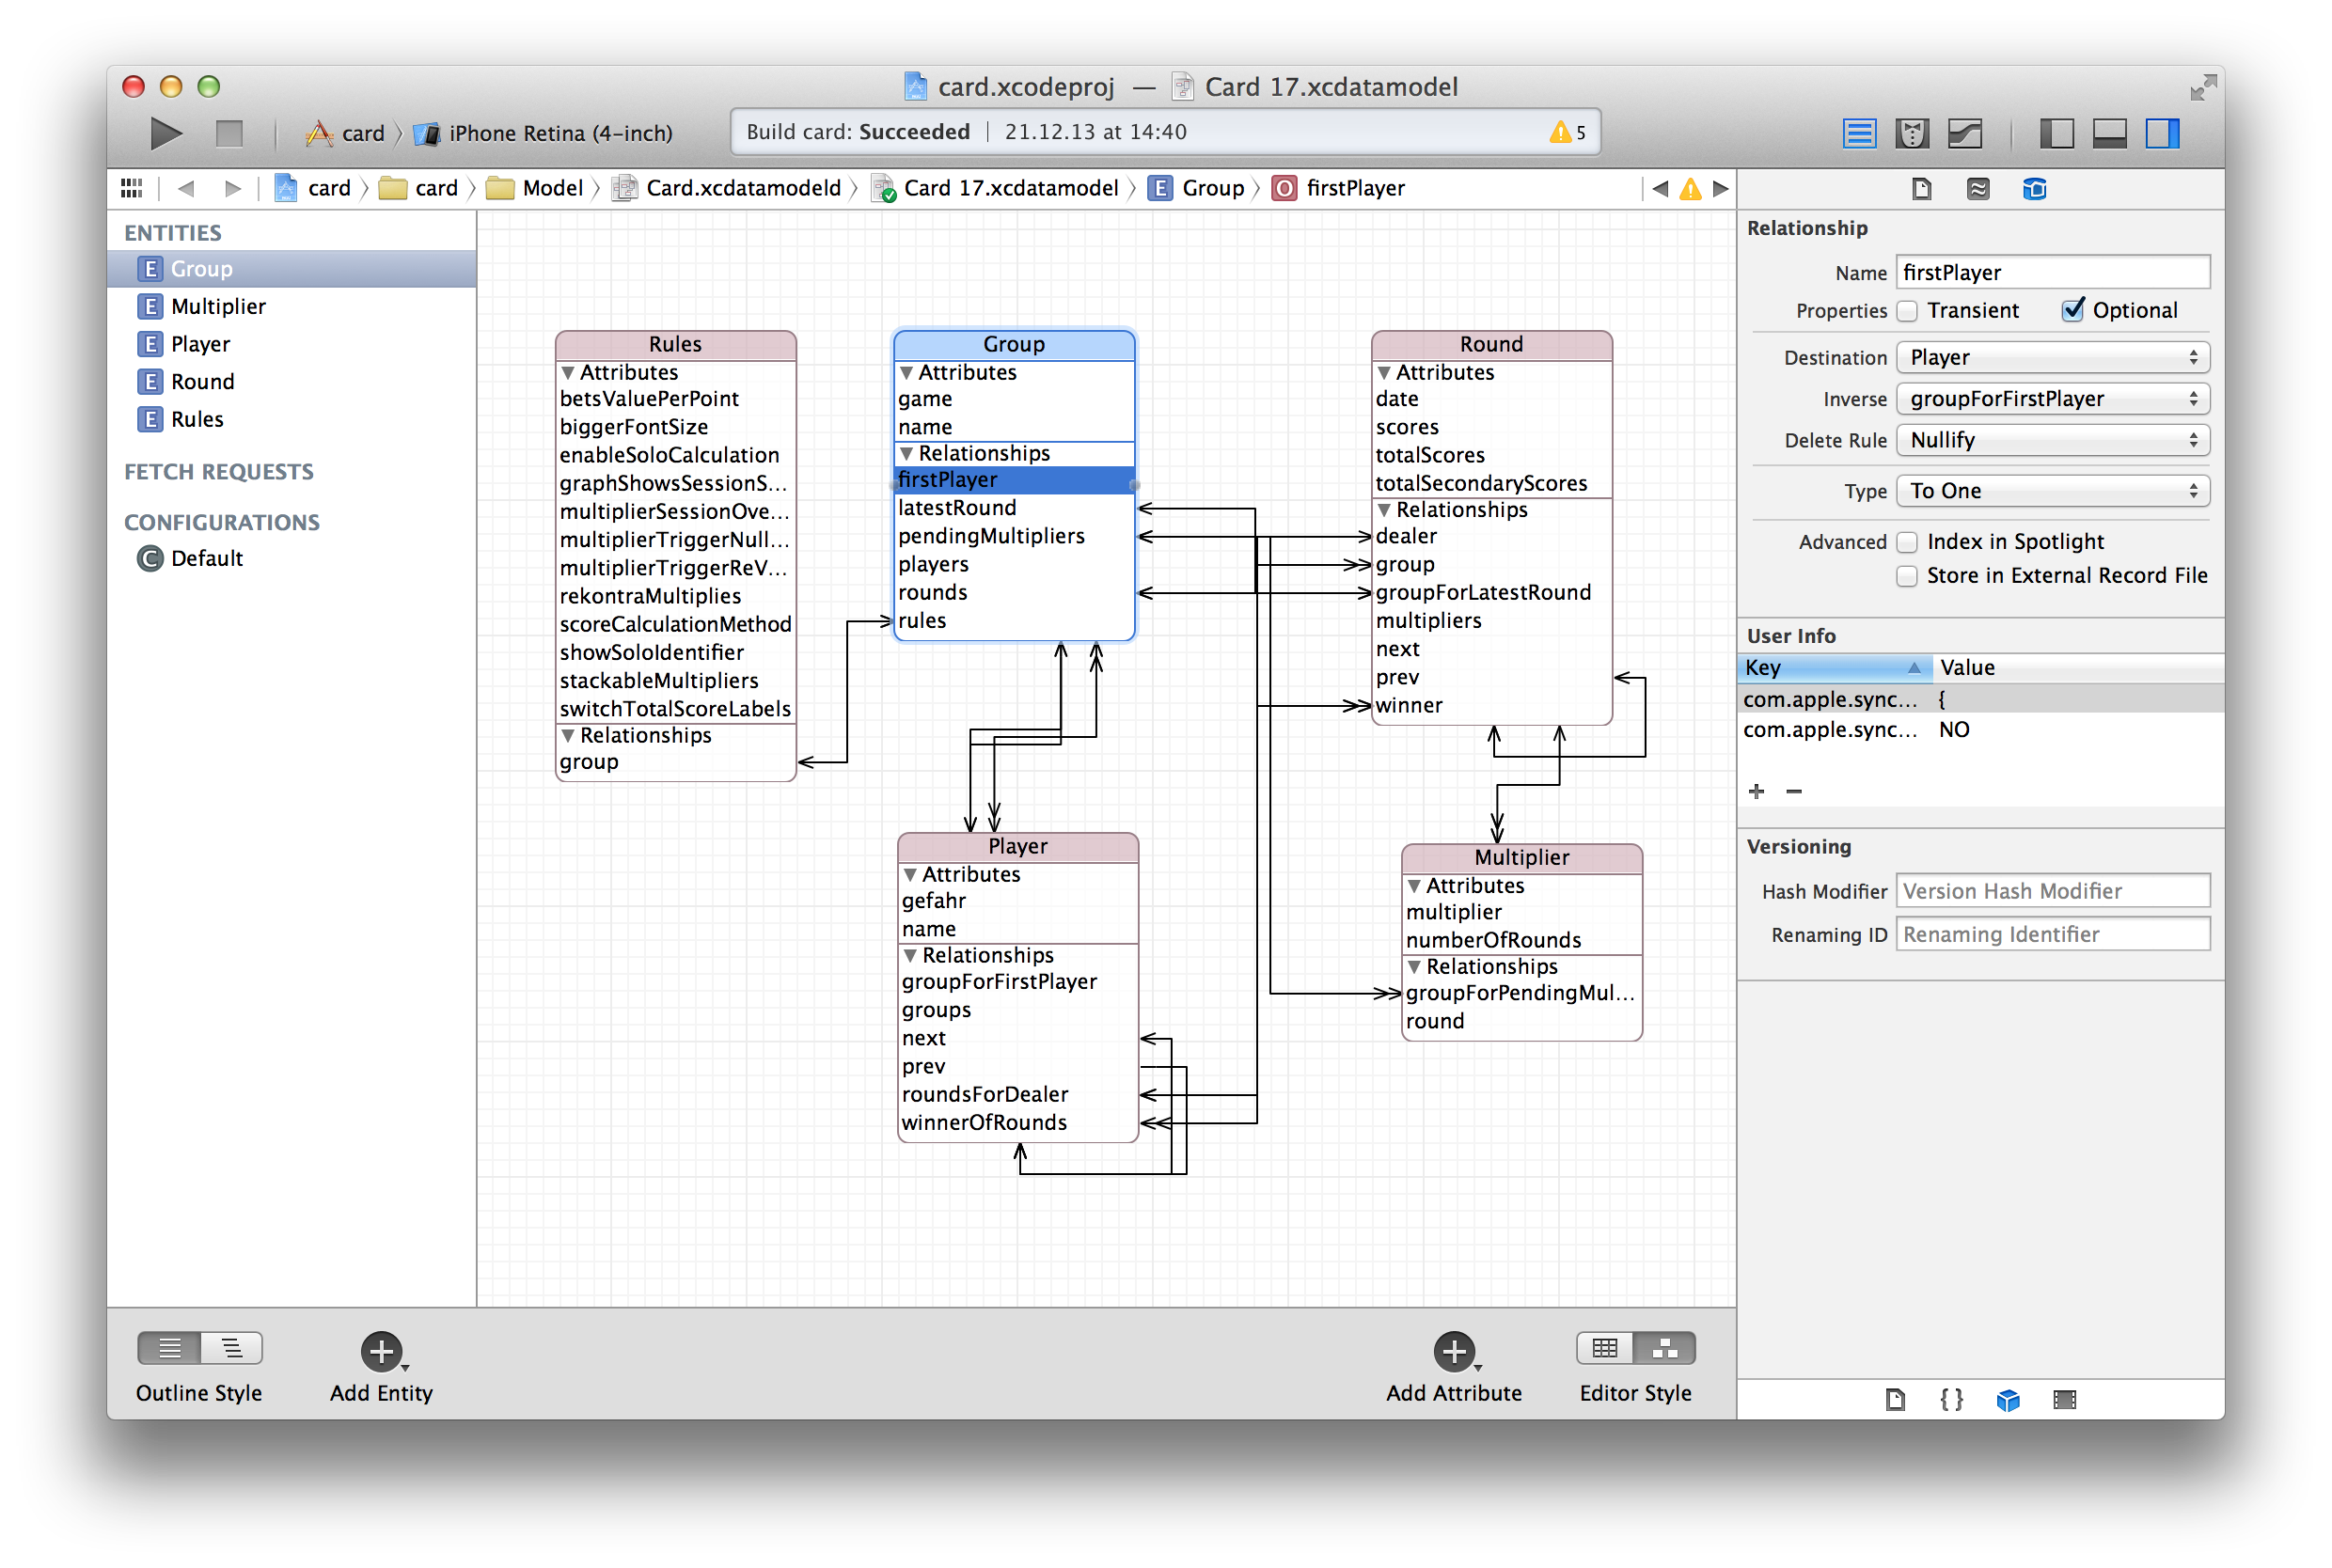 card.xcodeproj — Card 17.xcdatamodel
card iPhone Retina (4-inch)
Build card: Succeeded | 21.12.13 at 14:40
5
card card Model Card.xcdatamodeld Card 17.xcdatamodel E Group O firstPlayer
ENTITIES
E Group
E Multiplier
E Player
E Round
E Rules
FETCH REQUESTS
CONFIGURATIONS
C Default
Rules
Attributes
betsValuePerPoint
biggerFontSize
enableSoloCalculation
graphShowsSessionS...
multiplierSessionOve...
multiplierTriggerNull...
multiplierTriggerReV...
rekontraMultiplies
scoreCalculationMethod
showSoloIdentifier
stackableMultipliers
switchTotalScoreLabels
Relationships
group
Group
Attributes
game
name
Relationships
firstPlayer
latestRound
pendingMultipliers
players
rounds
rules
Round
Attributes
date
scores
totalScores
totalSecondaryScores
Relationships
dealer
group
groupForLatestRound
multipliers
next
prev
winner
Player
Attributes
gefahr
name
Relationships
groupForFirstPlayer
groups
next
prev
roundsForDealer
winnerOfRounds
Multiplier
Attributes
multiplier
numberOfRounds
Relationships
groupForPendingMul...
round
Relationship
Name firstPlayer
Properties Transient Optional
Destination Player
Inverse groupForFirstPlayer
Delete Rule Nullify
Type To One
Advanced Index in Spotlight
Store in External Record File
User Info
Key Value
com.apple.sync... {
com.apple.sync... NO
Versioning
Hash Modifier Version Hash Modifier
Renaming ID Renaming Identifier
Outline Style Add Entity Add Attribute Editor Style